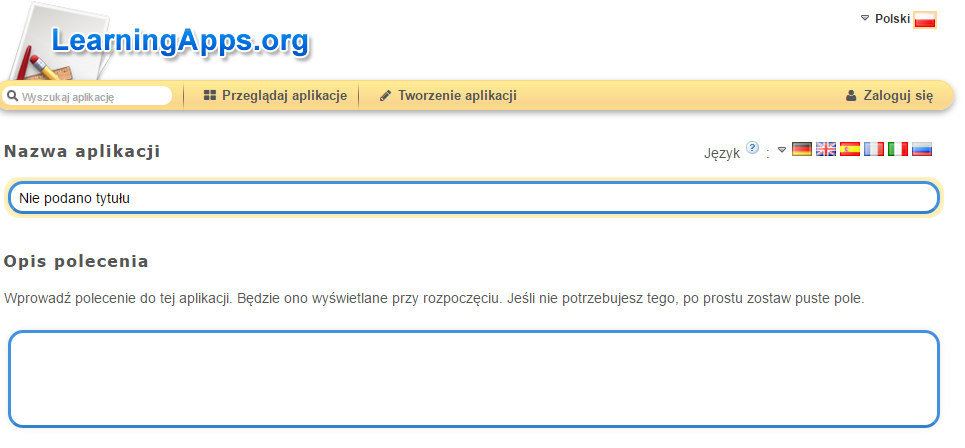 LearningApps.org
Polski
Wyszukaj aplikację
Przeglądaj aplikacje
Tworzenie aplikacji
Zaloguj się
Nazwa aplikacji
Język ? :
Nie podano tytułu
Opis polecenia
Wprowadź polecenie do tej aplikacji. Będzie ono wyświetlane przy rozpoczęciu. Jeśli nie potrzebujesz tego, po prostu zostaw puste pole.